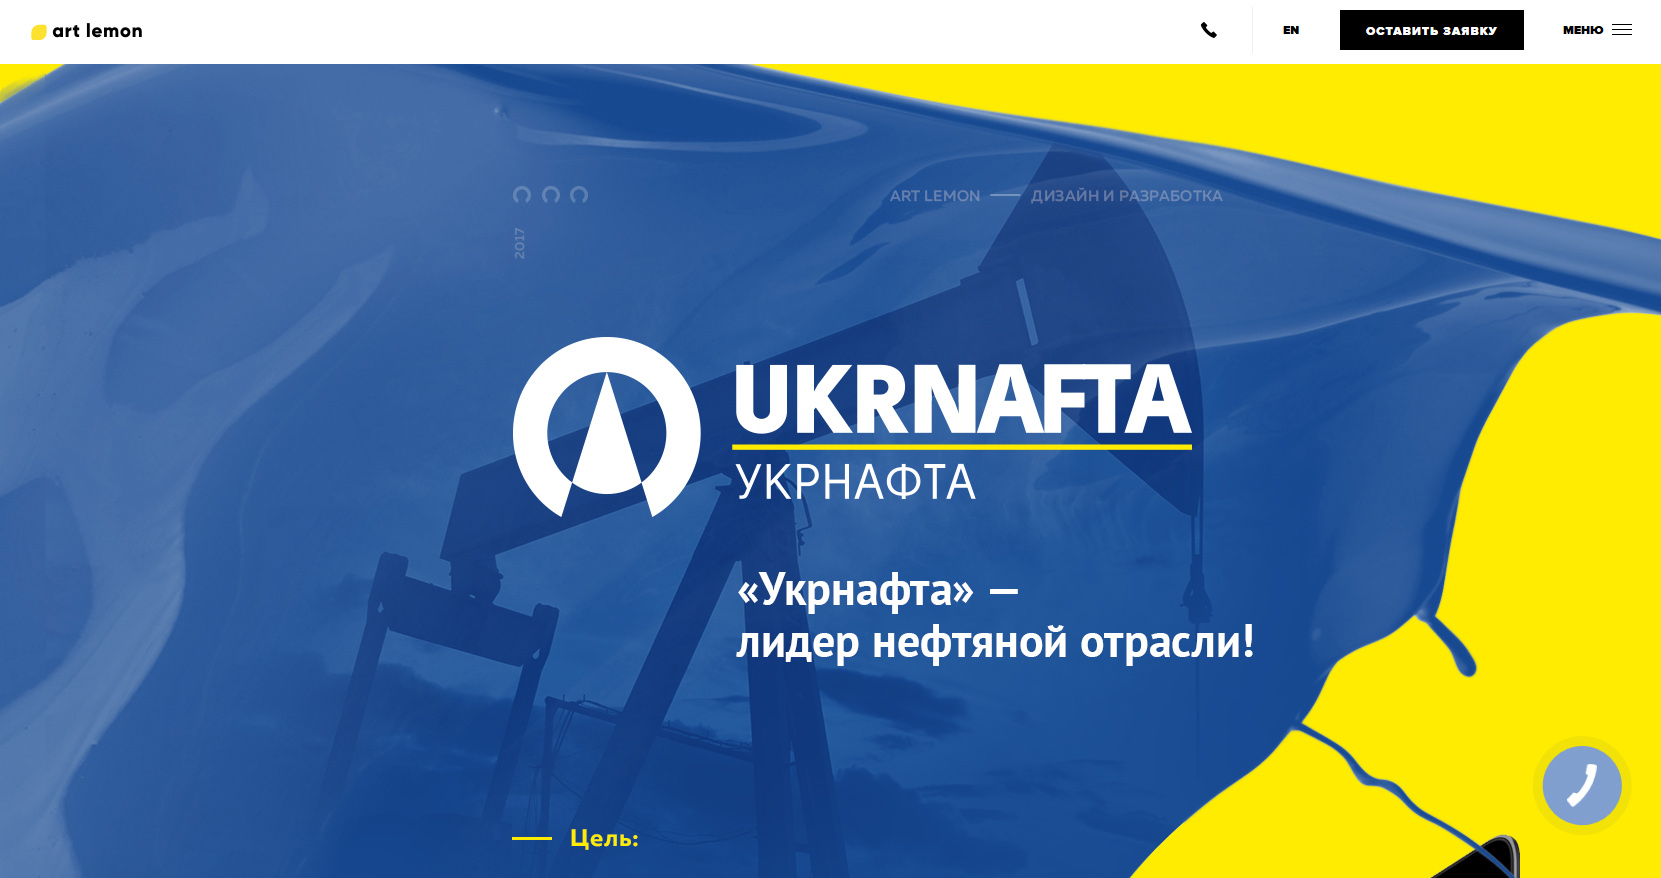 art lemon
EN
ОСТАВИТЬ ЗАЯВКУ
МЕНЮ
ART LEMON — ДИЗАЙН И РАЗРАБОТКА
2017
UKRNAFTA
УКРНАФТА
«Укрнафта» —
лидер нефтяной отрасли!
Цель: